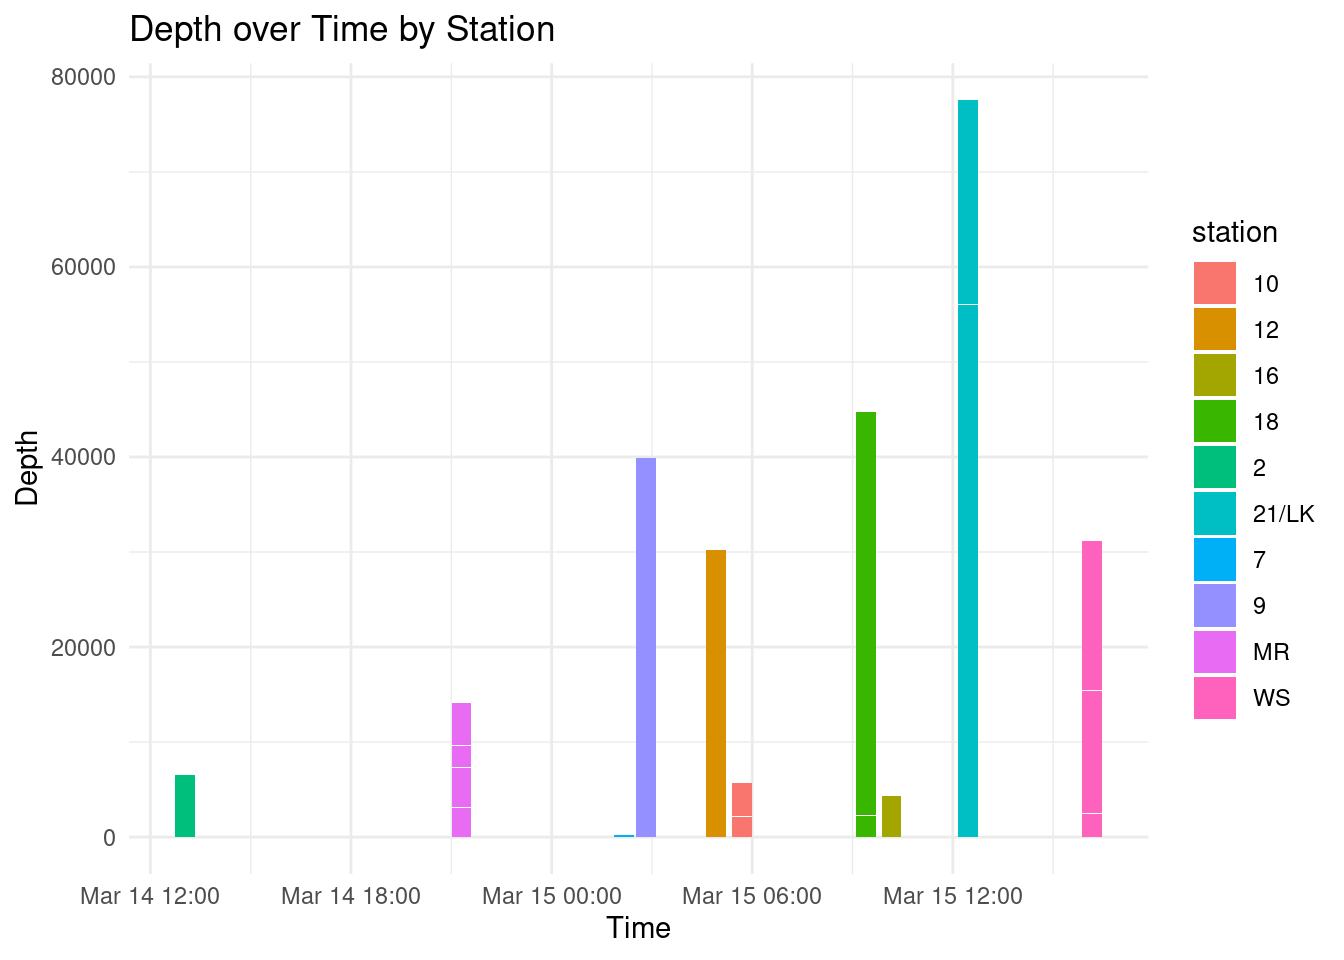 Depth over Time by Station
80000
60000
40000
20000
0
Depth
Mar 14 12:00
Mar 14 18:00
Mar 15 00:00
Mar 15 06:00
Mar 15 12:00
Time
station
10
12
16
18
2
21/LK
7
9
MR
WS